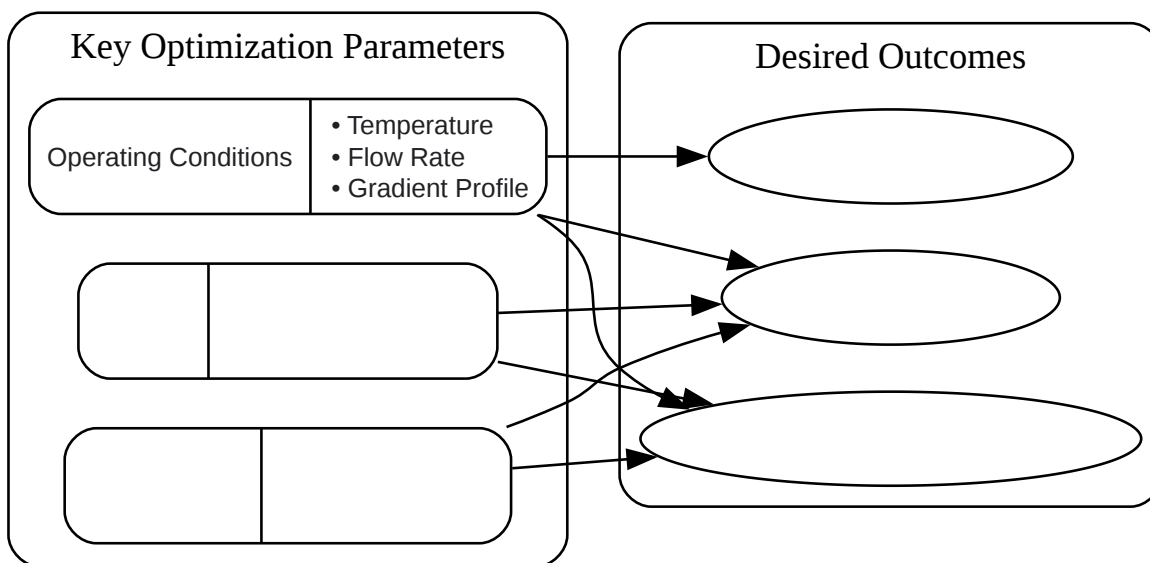 Key Optimization Parameters
Operating Conditions
• Temperature
• Flow Rate
• Gradient Profile
Desired Outcomes